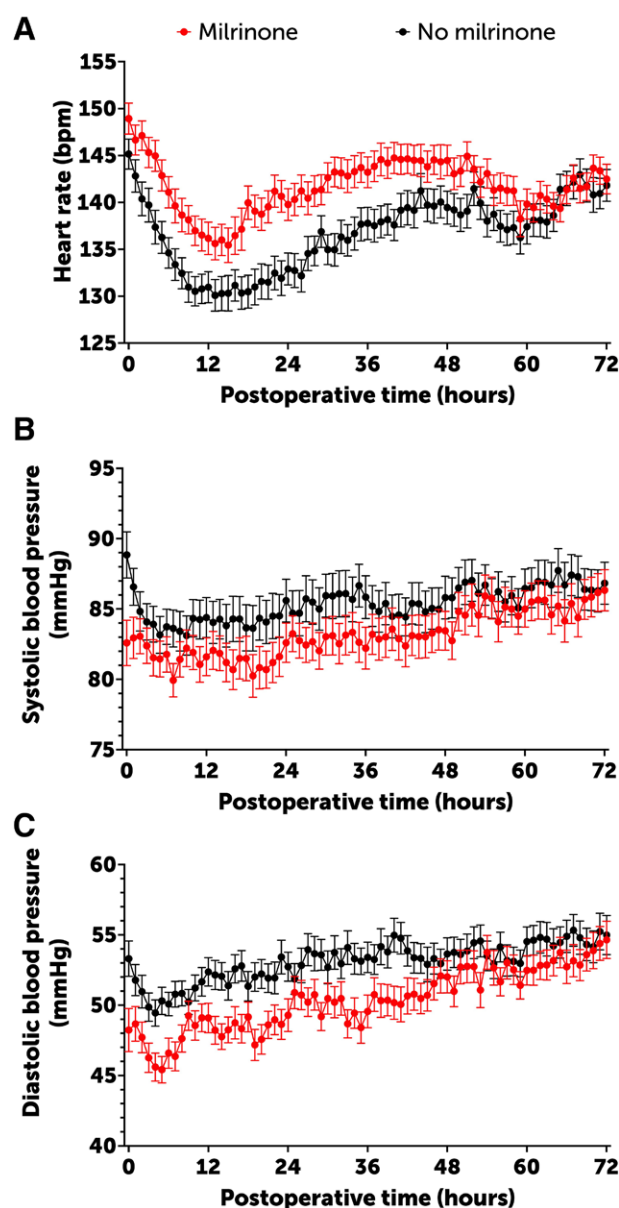 A
Milrinone
No milrinone
Heart rate (bpm)
155
150
145
140
135
130
125
0 12 24 36 48 60 72
Postoperative time (hours)
B
Systolic blood pressure
(mmHg)
95
90
85
80
75
0 12 24 36 48 60 72
Postoperative time (hours)
C
Diastolic blood pressure
(mmHg)
60
55
50
45
40
0 12 24 36 48 60 72
Postoperative time (hours)